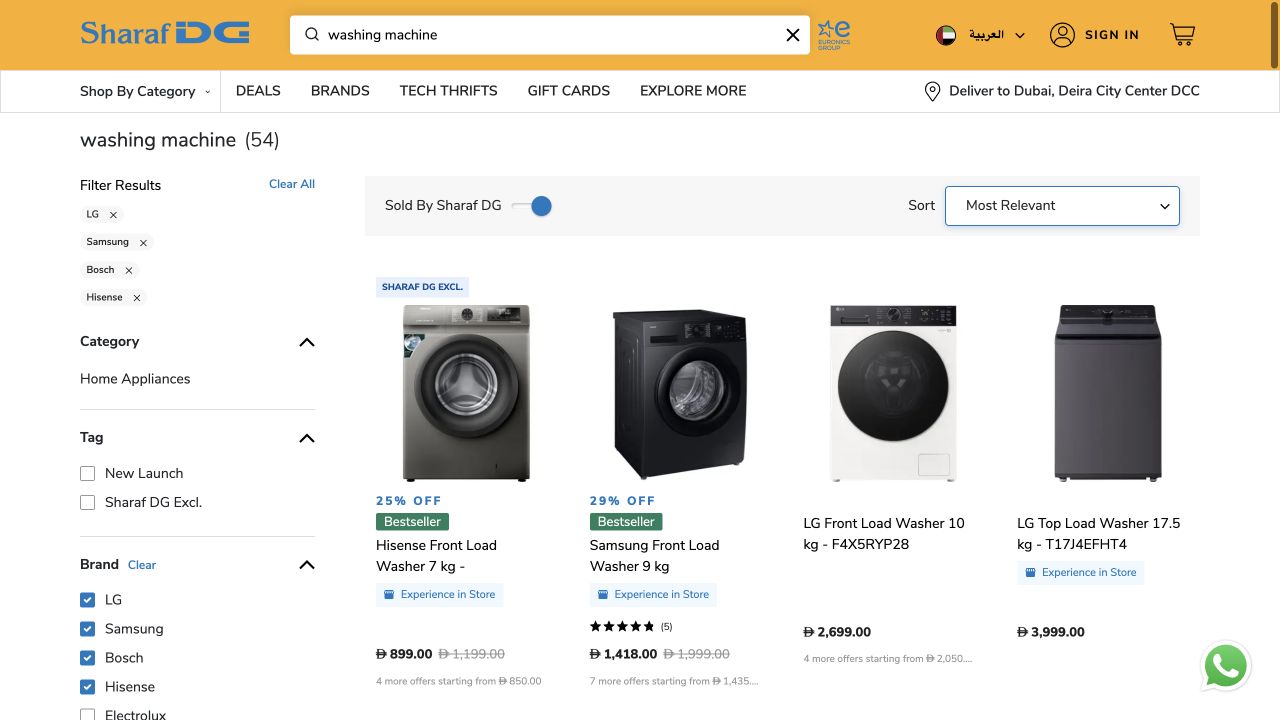 Sharaf DG
washing machine
EURONICS
GROUP
العربية
SIGN IN
Shop By Category
DEALS
BRANDS
TECH THRIFTS
GIFT CARDS
EXPLORE MORE
Deliver to Dubai, Deira City Center DCC
washing machine (54)
Filter Results
Clear All
LG
Samsung
Bosch
Hisense
Category
Home Appliances
Tag
New Launch
Sharaf DG Excl.
Brand Clear
LG
Samsung
Bosch
Hisense
Electrolux
Sold By Sharaf DG
Sort
Most Relevant
SHARAF DG EXCL.
25% OFF
Bestseller
Hisense Front Load
Washer 7 kg -
Experience in Store
899.00 1,199.00
4 more offers starting from 850.00
29% OFF
Bestseller
Samsung Front Load
Washer 9 kg
Experience in Store
(5)
1,418.00 1,999.00
7 more offers starting from 1,435....
LG Front Load Washer 10
kg - F4X5RYP28
2,699.00
4 more offers starting from 2,050....
LG Top Load Washer 17.5
kg - T17J4EFHT4
Experience in Store
3,999.00